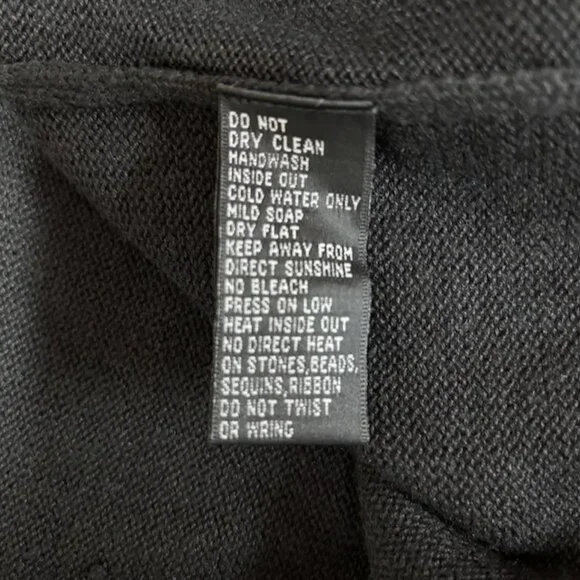 DO NOT
DRY CLEAN
HANDWASH
INSIDE OUT
COLD WATER ONLY
MILD SOAP
DRY FLAT
KEEP AWAY FROM
DIRECT SUNSHINE
NO BLEACH
PRESS ON LOW
HEAT INSIDE OUT
NO DIRECT HEAT
ON STONES,BEADS,
SEQUINS,RIBBON
DO NOT TWIST
OR WRING